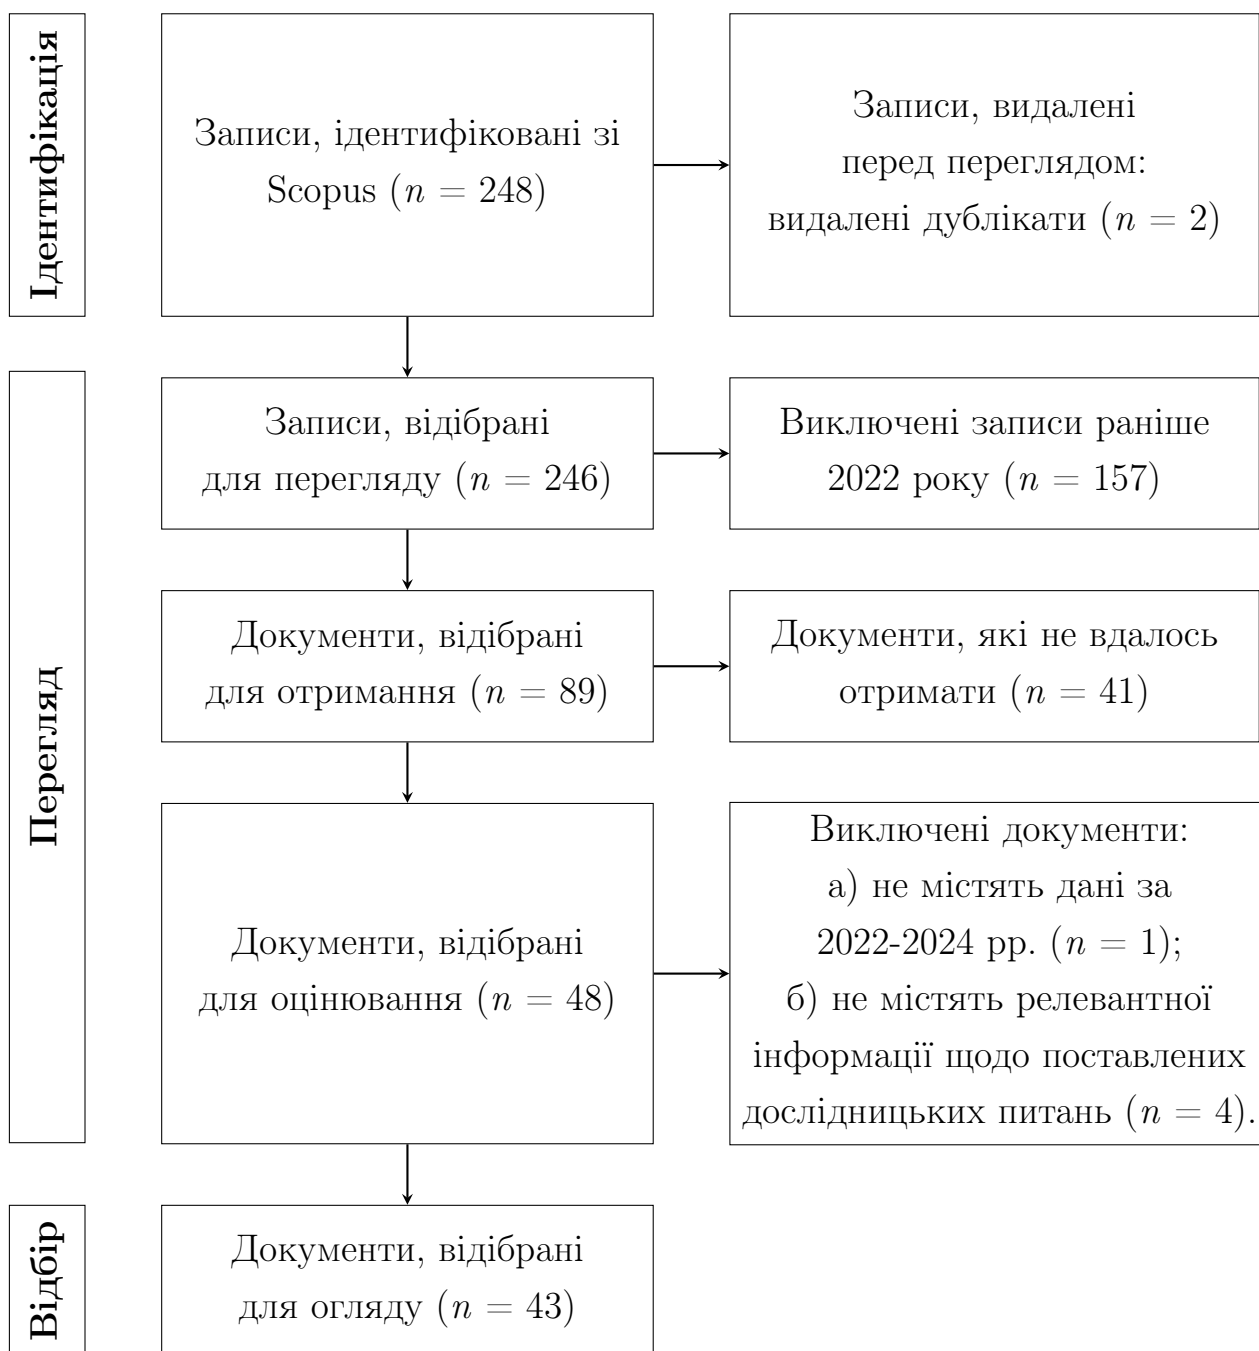 Ідентифікація
Записи, ідентифіковані зі
Scopus (n = 248)
Записи, видалені
перед переглядом:
видалені дублікати (n = 2)
Перегляд
Записи, відібрані
для перегляду (n = 246)
Виключені записи раніше
2022 року (n = 157)
Документи, відібрані
для отримання (n = 89)
Документи, які не вдалось
отримати (n = 41)
Документи, відібрані
для оцінювання (n = 48)
Виключені документи:
а) не містять дані за
2022-2024 рр. (n = 1);
б) не містять релевантної
інформації щодо поставлених
дослідницьких питань (n = 4).
Відбір
Документи, відібрані
для огляду (n = 43)